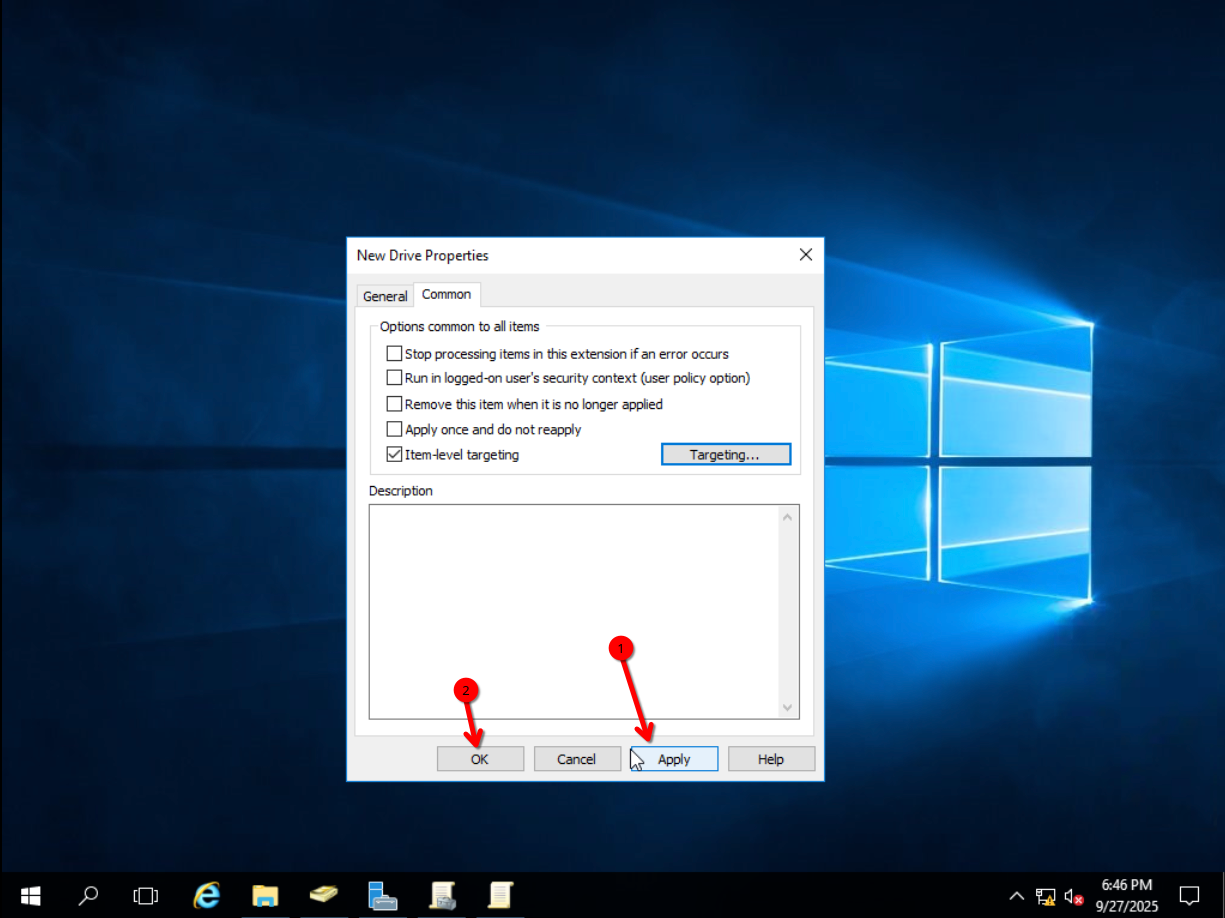 New Drive Properties
General
Common
Options common to all items
Stop processing items in this extension if an error occurs
Run in logged-on user's security context (user policy option)
Remove this item when it is no longer applied
Apply once and do not reapply
Item-level targeting
Targeting...
Description
1
2
OK
Cancel
Apply
Help
6:46 PM
9/27/2025